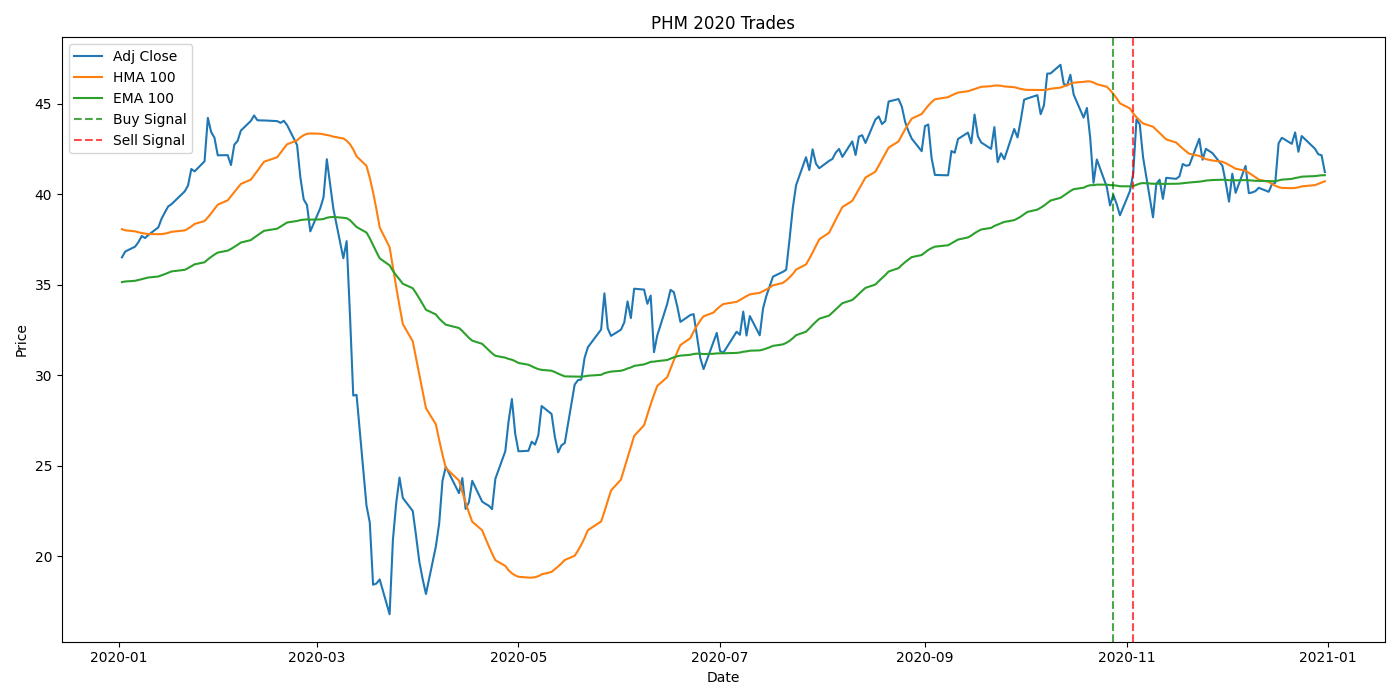 PHM 2020 Trades
Adj Close
HMA 100
EMA 100
Buy Signal
Sell Signal
Price
45
40
35
30
25
20
2020-01
2020-03
2020-05
2020-07
2020-09
2020-11
2021-01
Date